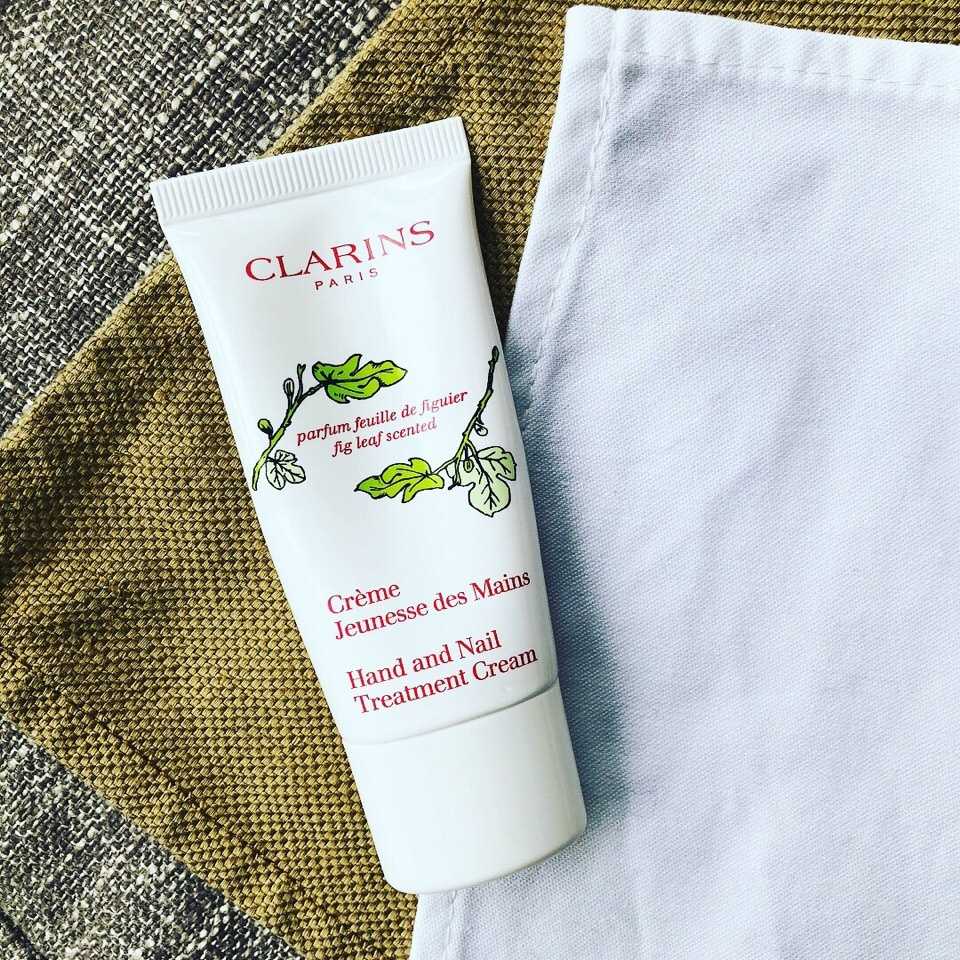 CLARINS
PARIS
parfum feuille de figuier
fig leaf scented
Crème
Jeunesse des Mains
Hand and Nail
Treatment Cream